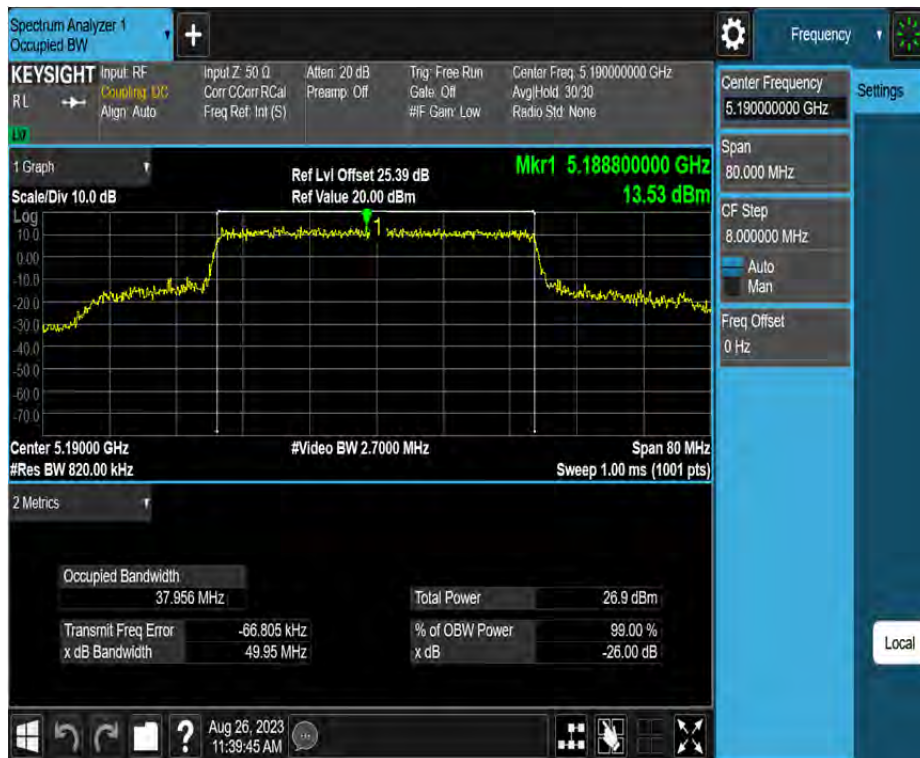 Spectrum Analyzer 1
Occupied BW
+
Frequency
KEYSIGHT
RL
Input: RF
Coupling: DC
Align: Auto
Input Z: 50 Ω
Corr CCorr RCal
Freq Ref: Int (S)
Atten: 20 dB
Preamp: Off
Trig: Free Run
Gate: Off
#IF Gain: Low
Center Freq: 5.190000000 GHz
Avg|Hold: 30/30
Radio Std: None
Center Frequency
5.190000000 GHz
Settings
Span
80.000 MHz
CF Step
8.000000 MHz
Auto
Man
Freq Offset
0 Hz
1 Graph
Scale/Div 10.0 dB
Ref Lvl Offset 25.39 dB
Ref Value 20.00 dBm
Mkr1 5.188800000 GHz
13.53 dBm
Log
10.0
0.00
-10.0
-20.0
-30.0
-40.0
-50.0
-60.0
-70.0
1
Center 5.19000 GHz
#Video BW 2.7000 MHz
Span 80 MHz
#Res BW 820.00 kHz
Sweep 1.00 ms (1001 pts)
2 Metrics
Occupied Bandwidth
37.956 MHz
Total Power 26.9 dBm
Transmit Freq Error -66.805 kHz
% of OBW Power 99.00 %
x dB Bandwidth 49.95 MHz
x dB -26.00 dB
Local
?
Aug 26, 2023
11:39:45 AM